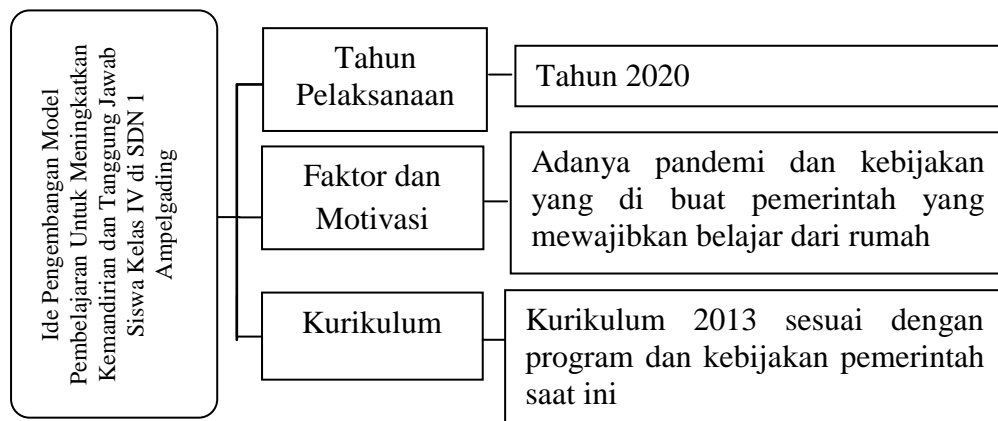 Ide Pengembangan Model
Pembelajaran Untuk Meningkatkan
Kemandirian dan Tanggung Jawab
Siswa Kelas IV di SDN 1
Ampelgading
Tahun
Pelaksanaan
Tahun 2020
Faktor dan
Motivasi
Adanya pandemi dan kebijakan
yang di buat pemerintah yang
mewajibkan belajar dari rumah
Kurikulum
Kurikulum 2013 sesuai dengan
program dan kebijakan pemerintah
saat ini